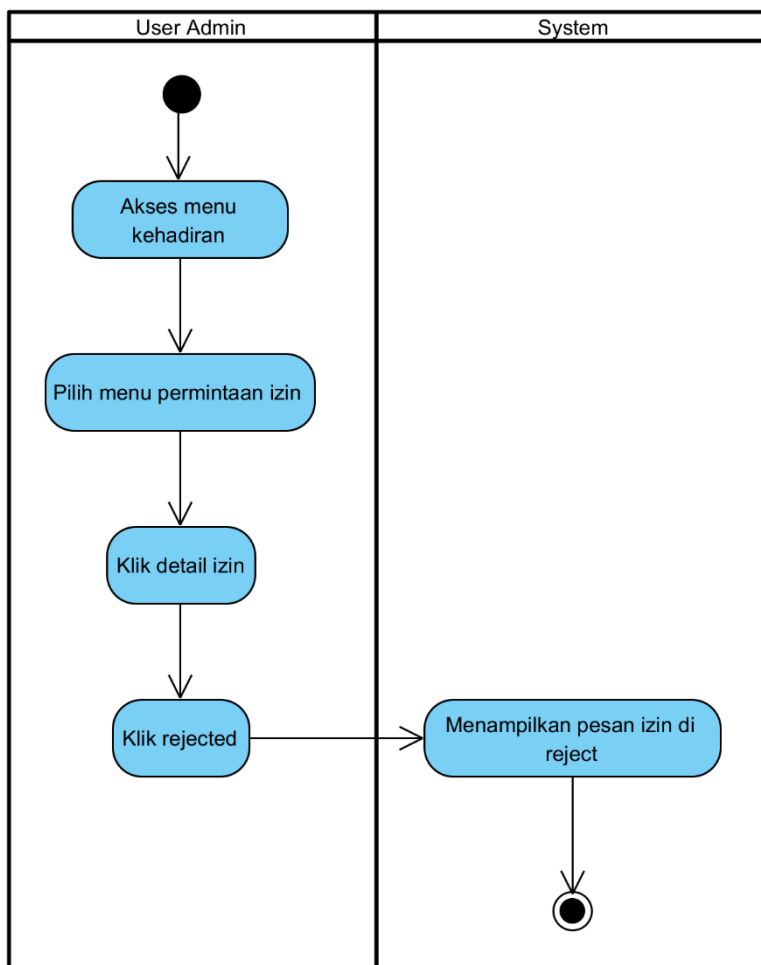 User Admin
System
Akses menu
kehadiran
Pilih menu permintaan izin
Klik detail izin
Klik rejected
Menampilkan pesan izin di
reject